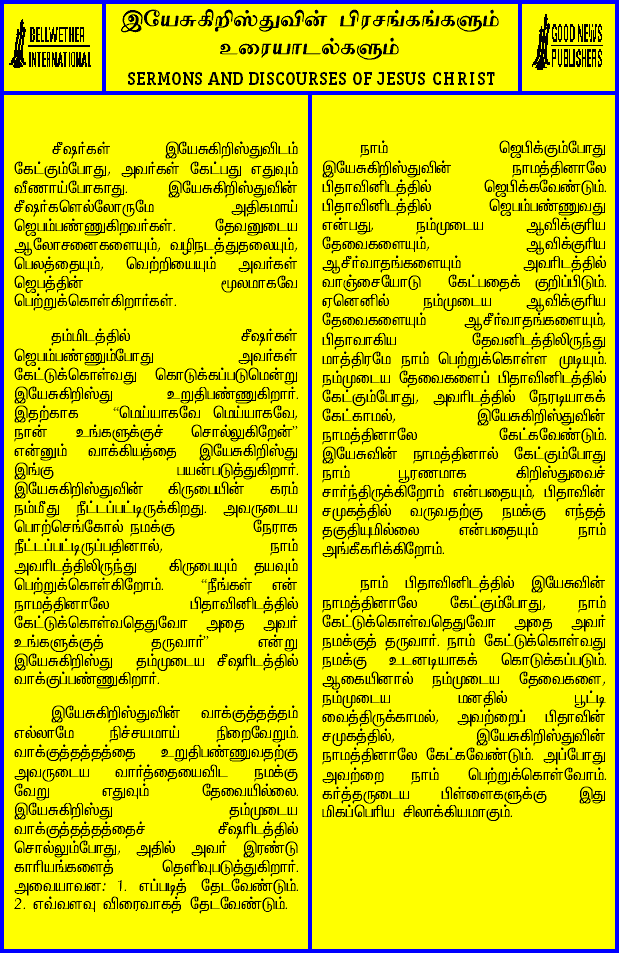 BELLWETHER
INTERNATIONAL
இயேசுகிறிஸ்துவின் பிரசங்கங்களும்
உரையாடல்களும்
SERMONS AND DISCOURSES OF JESUS CHRIST
GOOD NEWS
PUBLISHERS
சீஷர்கள் இயேசுகிறிஸ்துவிடம்
கேட்கும்போது, அவர்கள் கேட்பது எதுவும்
வீணாய்போகாது. இயேசுகிறிஸ்துவின்
சீஷர்களெல்லோருமே அதிகமாய்
ஜெபம்பண்ணுகிறவர்கள். தேவனுடைய
ஆலோசனைகளையும், வழிநடத்துதலையும்,
பெலத்தையும், வெற்றியையும் அவர்கள்
ஜெபத்தின் மூலமாகவே
பெற்றுக்கொள்கிறார்கள்.
தம்மிடத்தில் சீஷர்கள்
ஜெபம்பண்ணும்போது அவர்கள்
கேட்டுக்கொள்வது கொடுக்கப்படுமென்று
இயேசுகிறிஸ்து உறுதிபண்ணுகிறார்.
இதற்காக “மெய்யாகவே மெய்யாகவே,
நான் உங்களுக்குச் சொல்லுகிறேன்”
என்னும் வாக்கியத்தை இயேசுகிறிஸ்து
இங்கு பயன்படுத்துகிறார்.
இயேசுகிறிஸ்துவின் கிருபையின் கரம்
நம்மீது நீட்டப்பட்டிருக்கிறது. அவருடைய
பொற்செங்கோல் நமக்கு நேராக
நீட்டப்பட்டிருப்பதினால், நாம்
அவரிடத்திலிருந்து கிருபையும் தயவும்
பெற்றுக்கொள்கிறோம். “நீங்கள் என்
நாமத்தினாலே பிதாவினிடத்தில்
கேட்டுக்கொள்வதெதுவோ அதை அவர்
உங்களுக்குத் தருவார்” என்று
இயேசுகிறிஸ்து தம்முடைய சீஷரிடத்தில்
வாக்குப்பண்ணுகிறார்.
இயேசுகிறிஸ்துவின் வாக்குத்தத்தம்
எல்லாமே நிச்சயமாய் நிறைவேறும்.
வாக்குத்தத்தத்தை உறுதிபண்ணுவதற்கு
அவருடைய வார்த்தையைவிட நமக்கு
வேறு எதுவும் தேவையில்லை.
இயேசுகிறிஸ்து தம்முடைய
வாக்குத்தத்தத்தைச் சீஷரிடத்தில்
சொல்லும்போது, அதில் அவர் இரண்டு
காரியங்களைத் தெளிவுபடுத்துகிறார்.
அவையாவன: 1. எப்படித் தேடவேண்டும்.
2. எவ்வளவு விரைவாகத் தேடவேண்டும்.
நாம் ஜெபிக்கும்போது
இயேசுகிறிஸ்துவின் நாமத்தினாலே
பிதாவினிடத்தில் ஜெபிக்கவேண்டும்.
பிதாவினிடத்தில் ஜெபம்பண்ணுவது
என்பது, நம்முடைய ஆவிக்குரிய
தேவைகளையும், ஆவிக்குரிய
ஆசீர்வாதங்களையும் அவரிடத்தில்
வாஞ்சையோடு கேட்பதைக் குறிப்பிடும்.
ஏனெனில் நம்முடைய ஆவிக்குரிய
தேவைகளையும் ஆசீர்வாதங்களையும்,
பிதாவாகிய தேவனிடத்திலிருந்து
மாத்திரமே நாம் பெற்றுக்கொள்ள முடியும்.
நம்முடைய தேவைகளைப் பிதாவினிடத்தில்
கேட்கும்போது, அவரிடத்தில் நேரடியாகக்
கேட்காமல், இயேசுகிறிஸ்துவின்
நாமத்தினாலே கேட்கவேண்டும்.
இயேசுவின் நாமத்தினால் கேட்கும்போது
நாம் பூரணமாக கிறிஸ்துவைச்
சார்ந்திருக்கிறோம் என்பதையும், பிதாவின்
சமுகத்தில் வருவதற்கு நமக்கு எந்தத்
தகுதியுமில்லை என்பதையும் நாம்
அங்கீகரிக்கிறோம்.
நாம் பிதாவினிடத்தில் இயேசுவின்
நாமத்தினாலே கேட்கும்போது, நாம்
கேட்டுக்கொள்வதெதுவோ அதை அவர்
நமக்குத் தருவார். நாம் கேட்டுக்கொள்வது
நமக்கு உடனடியாகக் கொடுக்கப்படும்.
ஆகையினால் நம்முடைய தேவைகளை,
நம்முடைய மனதில் பூட்டி
வைத்திருக்காமல், அவற்றைப் பிதாவின்
சமுகத்தில், இயேசுகிறிஸ்துவின்
நாமத்தினாலே கேட்கவேண்டும். அப்போது
அவற்றை நாம் பெற்றுக்கொள்வோம்.
கர்த்தருடைய பிள்ளைகளுக்கு இது
மிகப்பெரிய சிலாக்கியமாகும்.